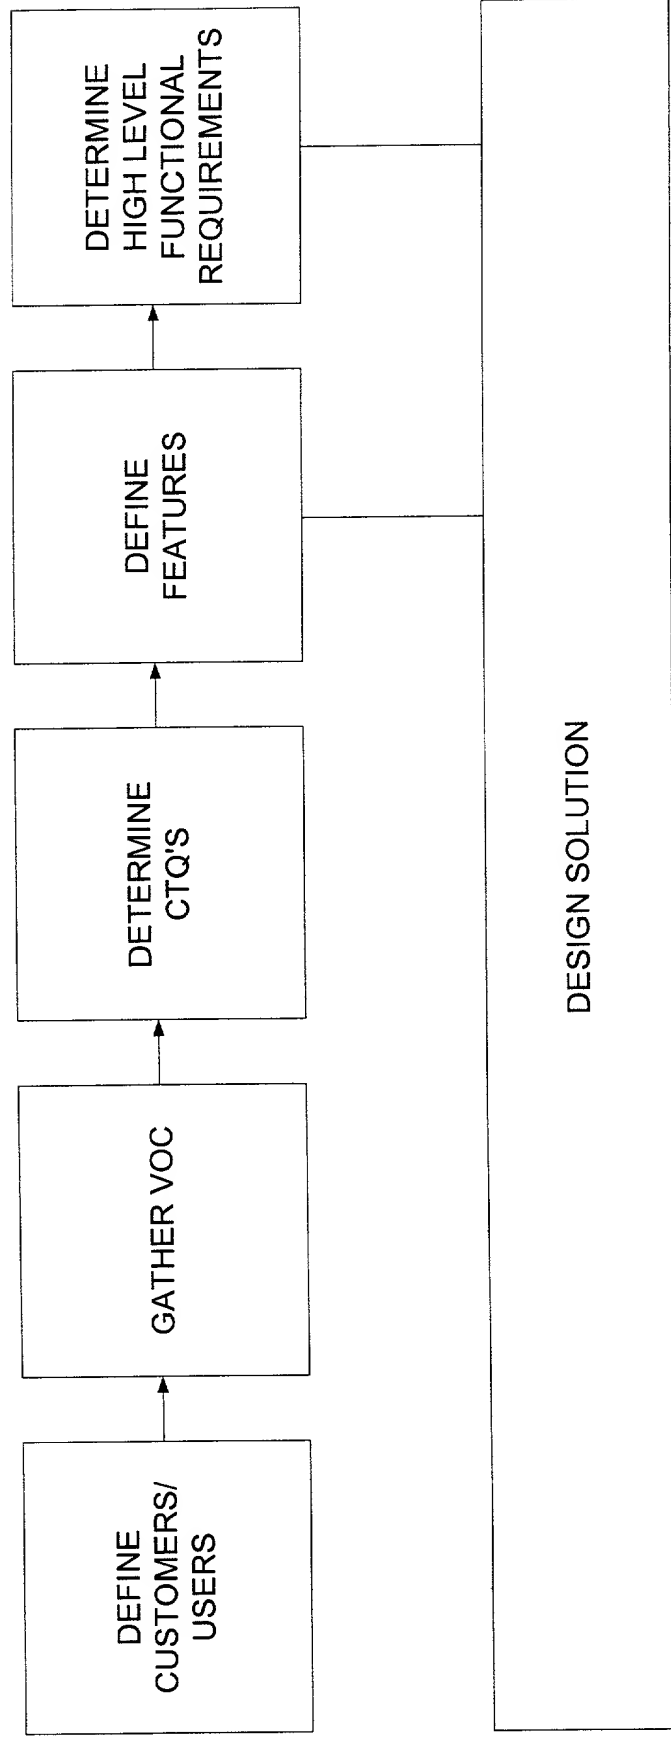 DEFINE
CUSTOMERS/
USERS
GATHER VOC
DETERMINE
CTQ'S
DEFINE
FEATURES
DETERMINE
HIGH LEVEL
FUNCTIONAL
REQUIREMENTS
DESIGN SOLUTION